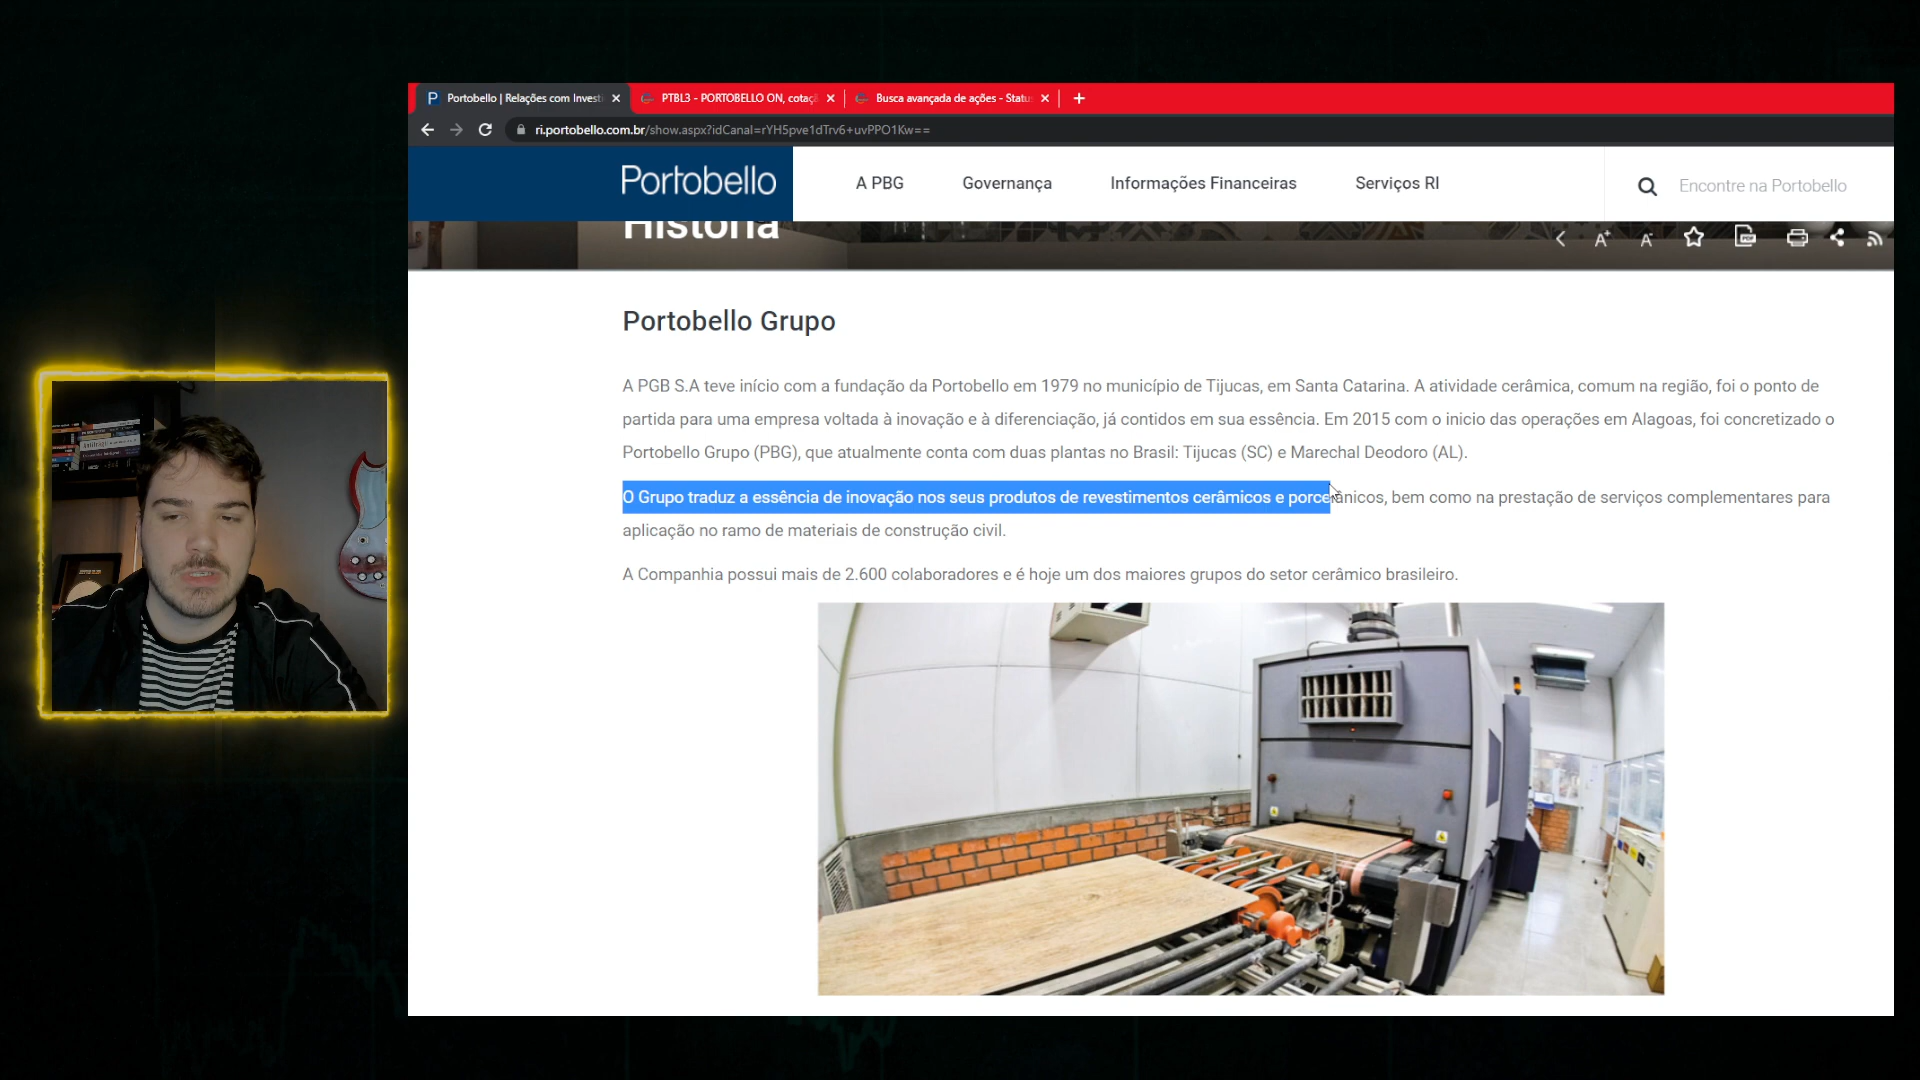 Portobello | Relações com Investi
PTBL3 - PORTOBELLO ON, cotaçã
Busca avançada de ações - Statu
ri.portobello.com.br/show.aspx?idCanal=rYH5pve1dTrv6+uvPPO1Kw==
Portobello
A PBG
Governança
Informações Financeiras
Serviços RI
Encontre na Portobello
História
Portobello Grupo
A PGB S.A teve início com a fundação da Portobello em 1979 no município de Tijucas, em Santa Catarina. A atividade cerâmica, comum na região, foi o ponto de
partida para uma empresa voltada à inovação e à diferenciação, já contidos em sua essência. Em 2015 com o inicio das operações em Alagoas, foi concretizado o
Portobello Grupo (PBG), que atualmente conta com duas plantas no Brasil: Tijucas (SC) e Marechal Deodoro (AL).
O Grupo traduz a essência de inovação nos seus produtos de revestimentos cerâmicos e porcelânicos, bem como na prestação de serviços complementares para
aplicação no ramo de materiais de construção civil.
A Companhia possui mais de 2.600 colaboradores e é hoje um dos maiores grupos do setor cerâmico brasileiro.